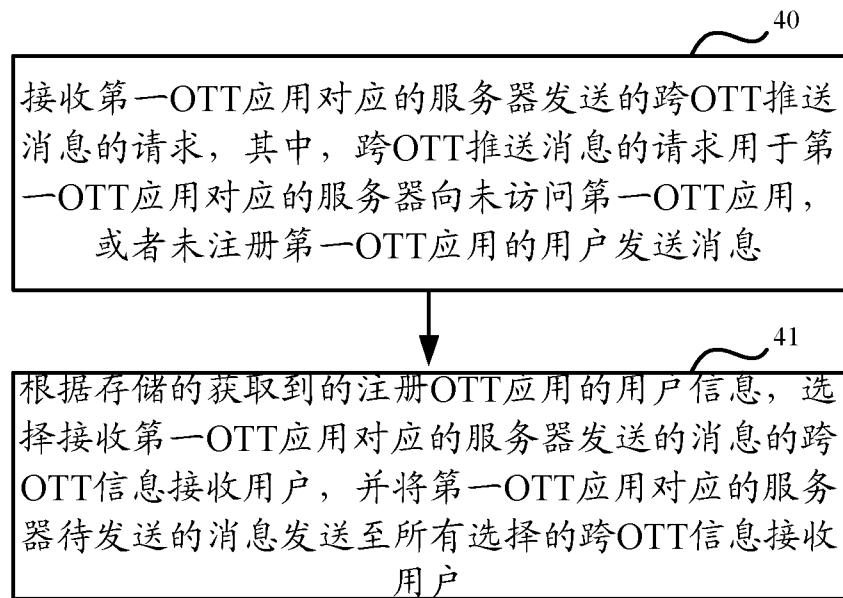 40
接收第一OTT应用对应的服务器发送的跨OTT推送
消息的请求，其中，跨OTT推送消息的请求用于第
一OTT应用对应的服务器向未访问第一OTT应用，
或者未注册第一OTT应用的用户发送消息
41
根据存储的获取到的注册OTT应用的用户信息，选
择接收第一OTT应用对应的服务器发送的消息的跨
OTT信息接收用户，并将第一OTT应用对应的服务
器待发送的消息发送至所有选择的跨OTT信息接收
用户